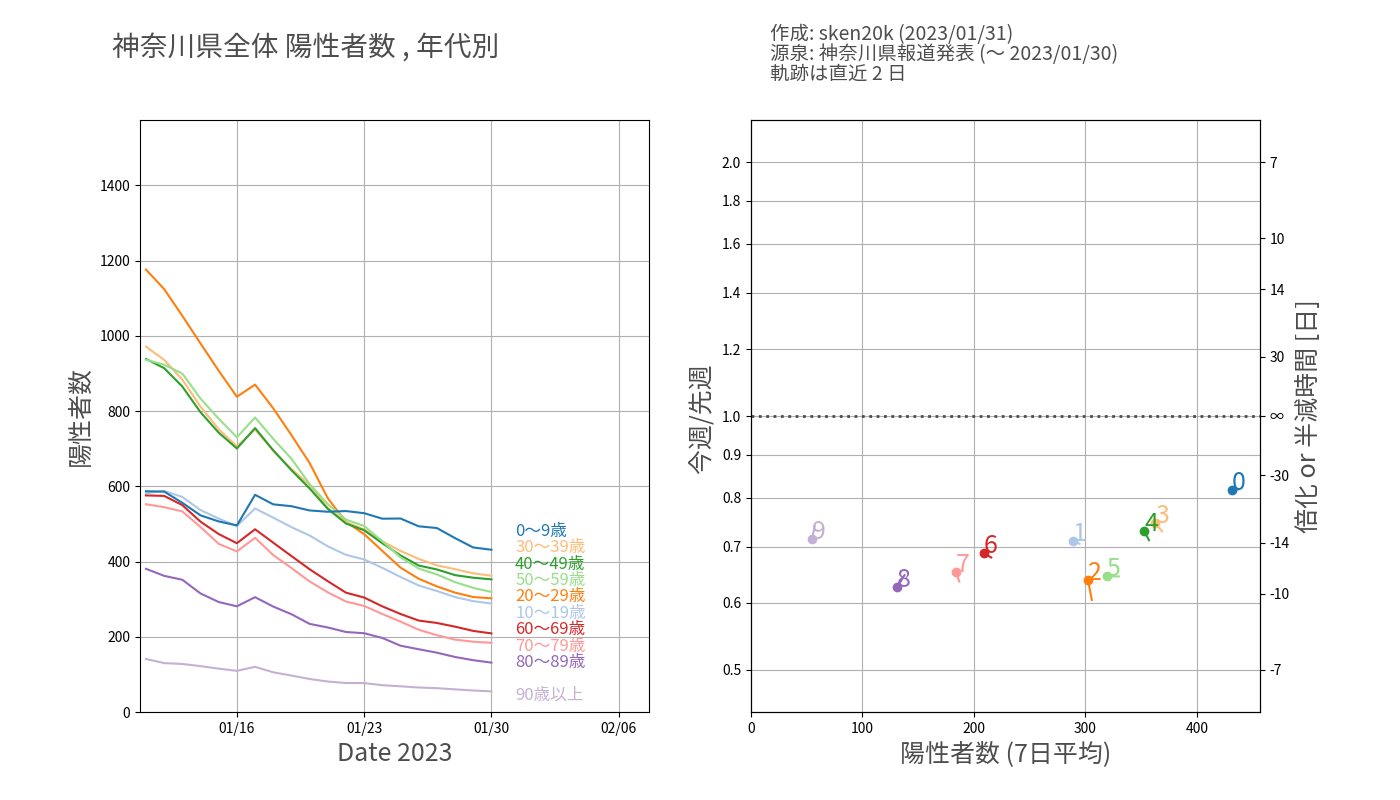 神奈川県全体 陽性者数 , 年代別
作成: sken20k (2023/01/31)
源泉: 神奈川県報道発表 (〜 2023/01/30)
軌跡は直近 2 日
陽性者数
1400
1200
1000
800
600
400
200
0
0〜9歳
30〜39歳
40〜49歳
50〜59歳
20〜29歳
10〜19歳
60〜69歳
70〜79歳
80〜89歳
90歳以上
01/16
01/23
01/30
02/06
Date 2023
今週/先週
2.0
1.8
1.6
1.4
1.2
1.0
0.9
0.8
0.7
0.6
0.5
0
3
4
9
1
6
7
5
2
8
7
10
14
30
∞
-30
-14
-10
-7
倍化 or 半減時間 [日]
0
100
200
300
400
陽性者数 (7日平均)